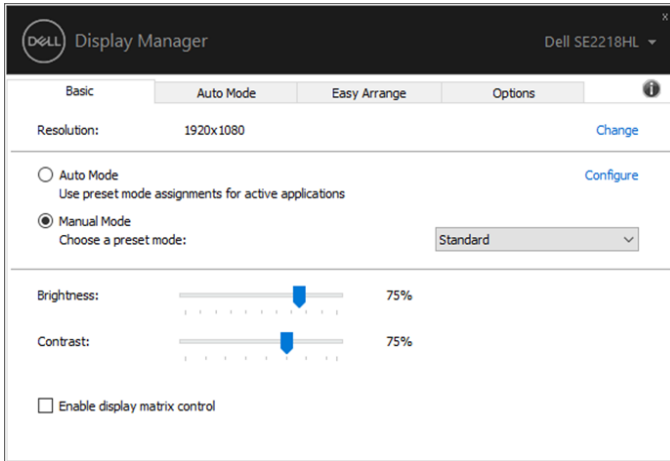 x
DELL Display Manager Dell SE2218HL
Basic Auto Mode Easy Arrange Options i
Resolution: 1920x1080 Change
Auto Mode Configure
Use preset mode assignments for active applications
Manual Mode
Choose a preset mode: Standard
Brightness: 75%
Contrast: 75%
Enable display matrix control